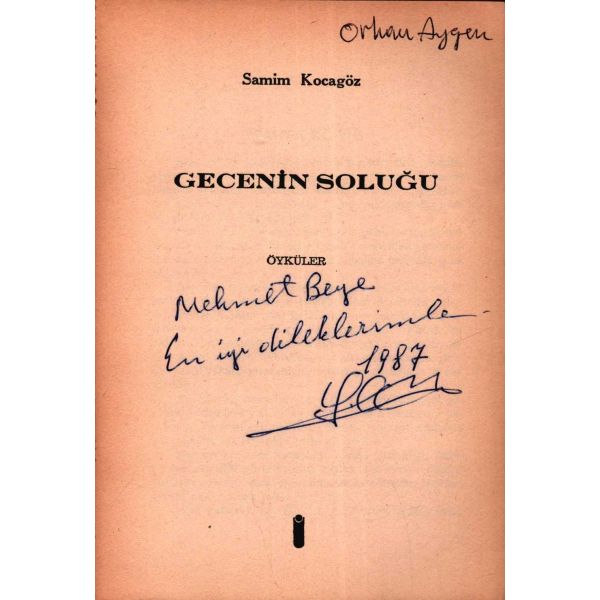 Orhan Aygen
Samim Kocagöz
GECENİN SOLUĞU
ÖYKÜLER
Mehmet Beye
En iyi dileklerimle
1987